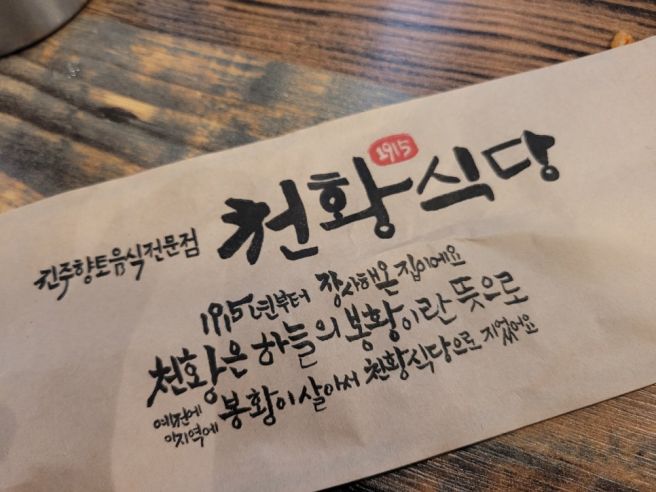 1915
진주향토음식전문점 천황식당
1915년부터 장사해온 집이에요
천황은 하늘의 봉황이란 뜻으로
예전에 이지역에 봉황이 살아서 천황식당으로 지었어요